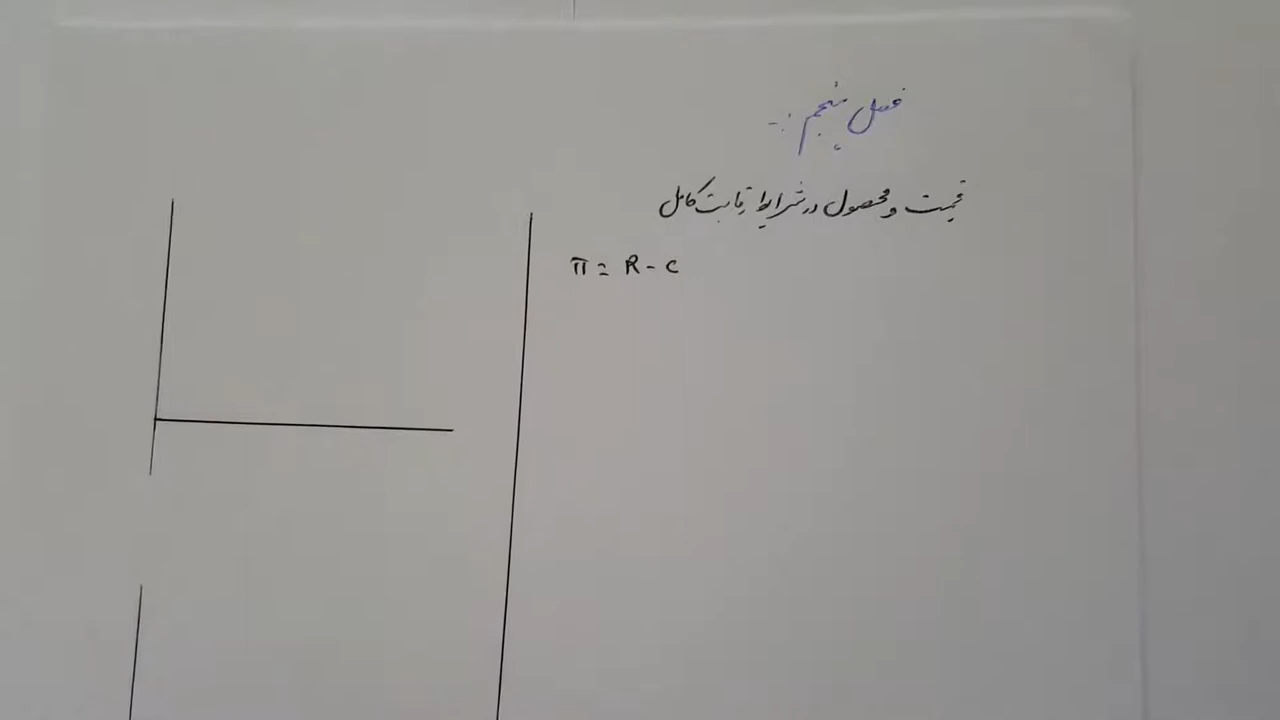 فصل پنجم :-
قیمت و محصول در شرایط رقابت کامل
π = R - C